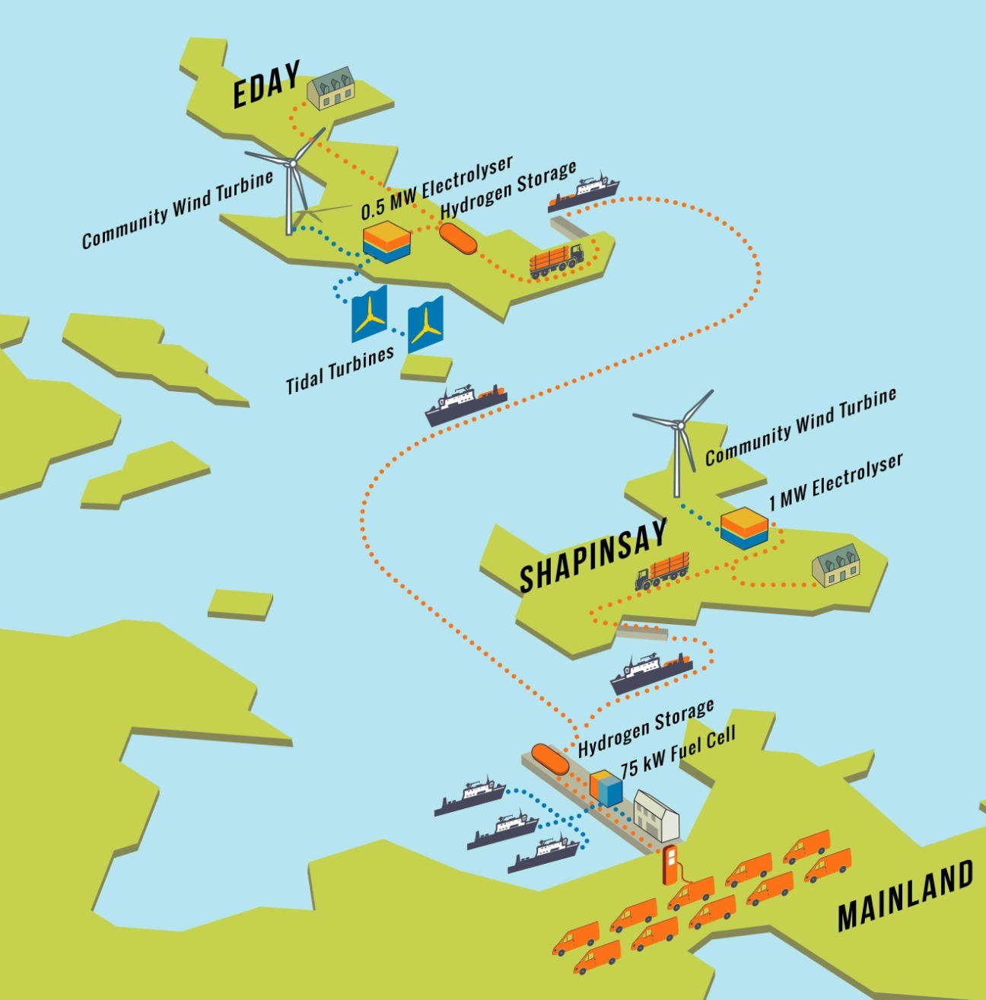 EDAY
Community Wind Turbine
0.5 MW Electrolyser
Hydrogen Storage
Tidal Turbines
Community Wind Turbine
1 MW Electrolyser
SHAPINSAY
Hydrogen Storage
75 kW Fuel Cell
MAINLAND